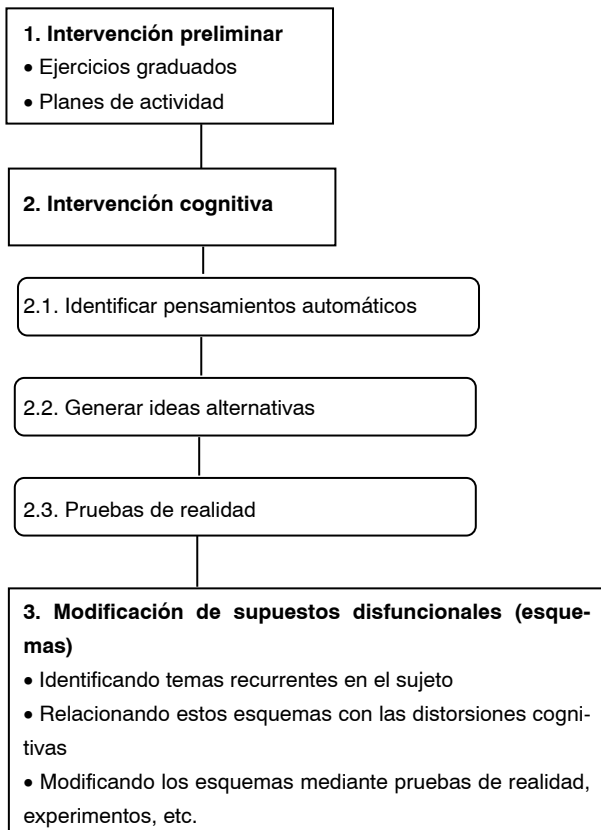 1. Intervención preliminar
• Ejercicios graduados
• Planes de actividad
2. Intervención cognitiva
2.1. Identificar pensamientos automáticos
2.2. Generar ideas alternativas
2.3. Pruebas de realidad
3. Modificación de supuestos disfuncionales (esque-
mas)
• Identificando temas recurrentes en el sujeto
• Relacionando estos esquemas con las distorsiones cogni-
tivas
• Modificando los esquemas mediante pruebas de realidad,
experimentos, etc.